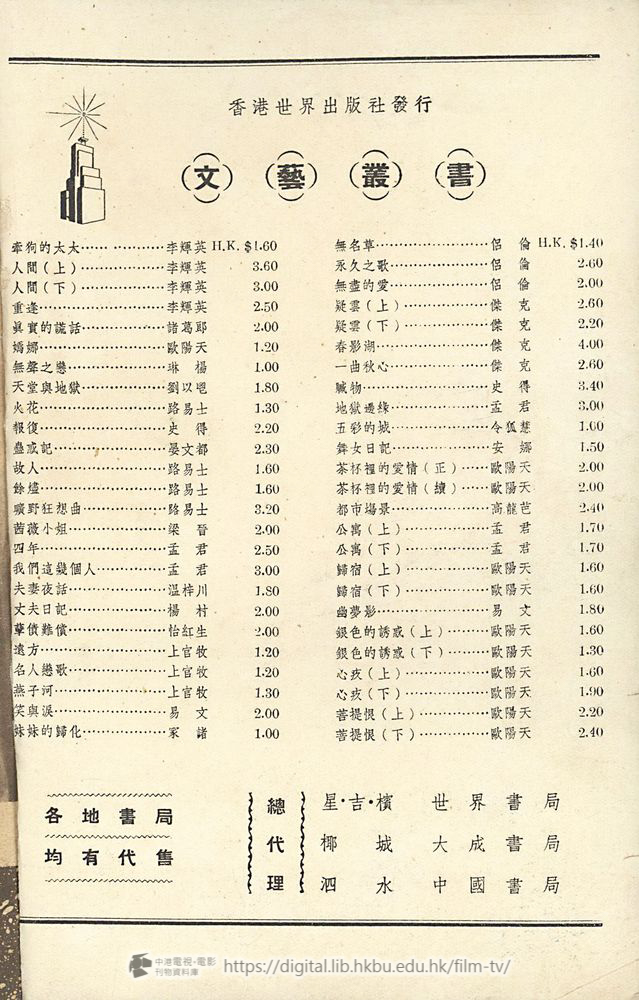 香港世界出版社發行
文藝叢書
牽狗的太太……………李輝英 H.K. $1.60
人間（上）……………李輝英 3.60
人間（下）……………李輝英 3.00
重逢……………李輝英 2.50
眞實的謊話……………諸葛郎 2.00
嬌娜……………歐陽天 1.20
無聲之戀……………琳 楊 1.00
天堂與地獄……………劉以鬯 1.80
火花……………路易士 1.30
報復……………史 得 2.20
蠱惑記……………晏文都 2.30
故人……………路易士 1.60
餘燼……………路易士 1.60
曠野狂想曲……………路易士 3.20
茜薇小姐……………梁 晉 2.00
四年……………孟 君 2.50
我們這幾個人……………孟 君 3.00
夫妻夜話……………温梓川 1.80
丈夫日記……………楊 村 2.00
孽債難償……………怡紅生 2.00
遠方……………上官牧 1.20
名人戀歌……………上官牧 1.20
燕子河……………上官牧 1.30
笑與淚……………易 文 2.00
妹妹的歸化……………家 諸 1.00
無名草……………侶 倫 H.K. $1.40
永久之歌……………侶 倫 2.60
無盡的愛……………侶 倫 2.00
疑雲（上）……………傑 克 2.60
疑雲（下）……………傑 克 2.20
春影湖……………傑 克 4.00
一曲秋心……………傑 克 2.60
贓物……………史 得 3.40
地獄邊緣……………孟 君 3.00
五彩的城……………令狐慧 1.00
舞女日記……………安 娜 1.50
茶杯裡的愛情（正）……歐陽天 2.00
茶杯裡的愛情（續）……歐陽天 2.00
都市場景……………高龍芭 2.40
公寓（上）……………孟 君 1.70
公寓（下）……………孟 君 1.70
歸宿（上）……………歐陽天 1.60
歸宿（下）……………歐陽天 1.60
幽夢影……………易 文 1.80
銀色的誘惑（上）……………歐陽天 1.60
銀色的誘惑（下）……………歐陽天 1.30
心疚（上）……………歐陽天 1.60
心疚（下）……………歐陽天 1.90
菩提恨（上）……………歐陽天 2.20
菩提恨（下）……………歐陽天 2.40
各地書局
均有代售
總代理
星·吉·檳 世界書局
椰城 大成書局
泗水 中國書局
中港電視·電影
刊物資料庫
https://digital.lib.hkbu.edu.hk/film-tv/